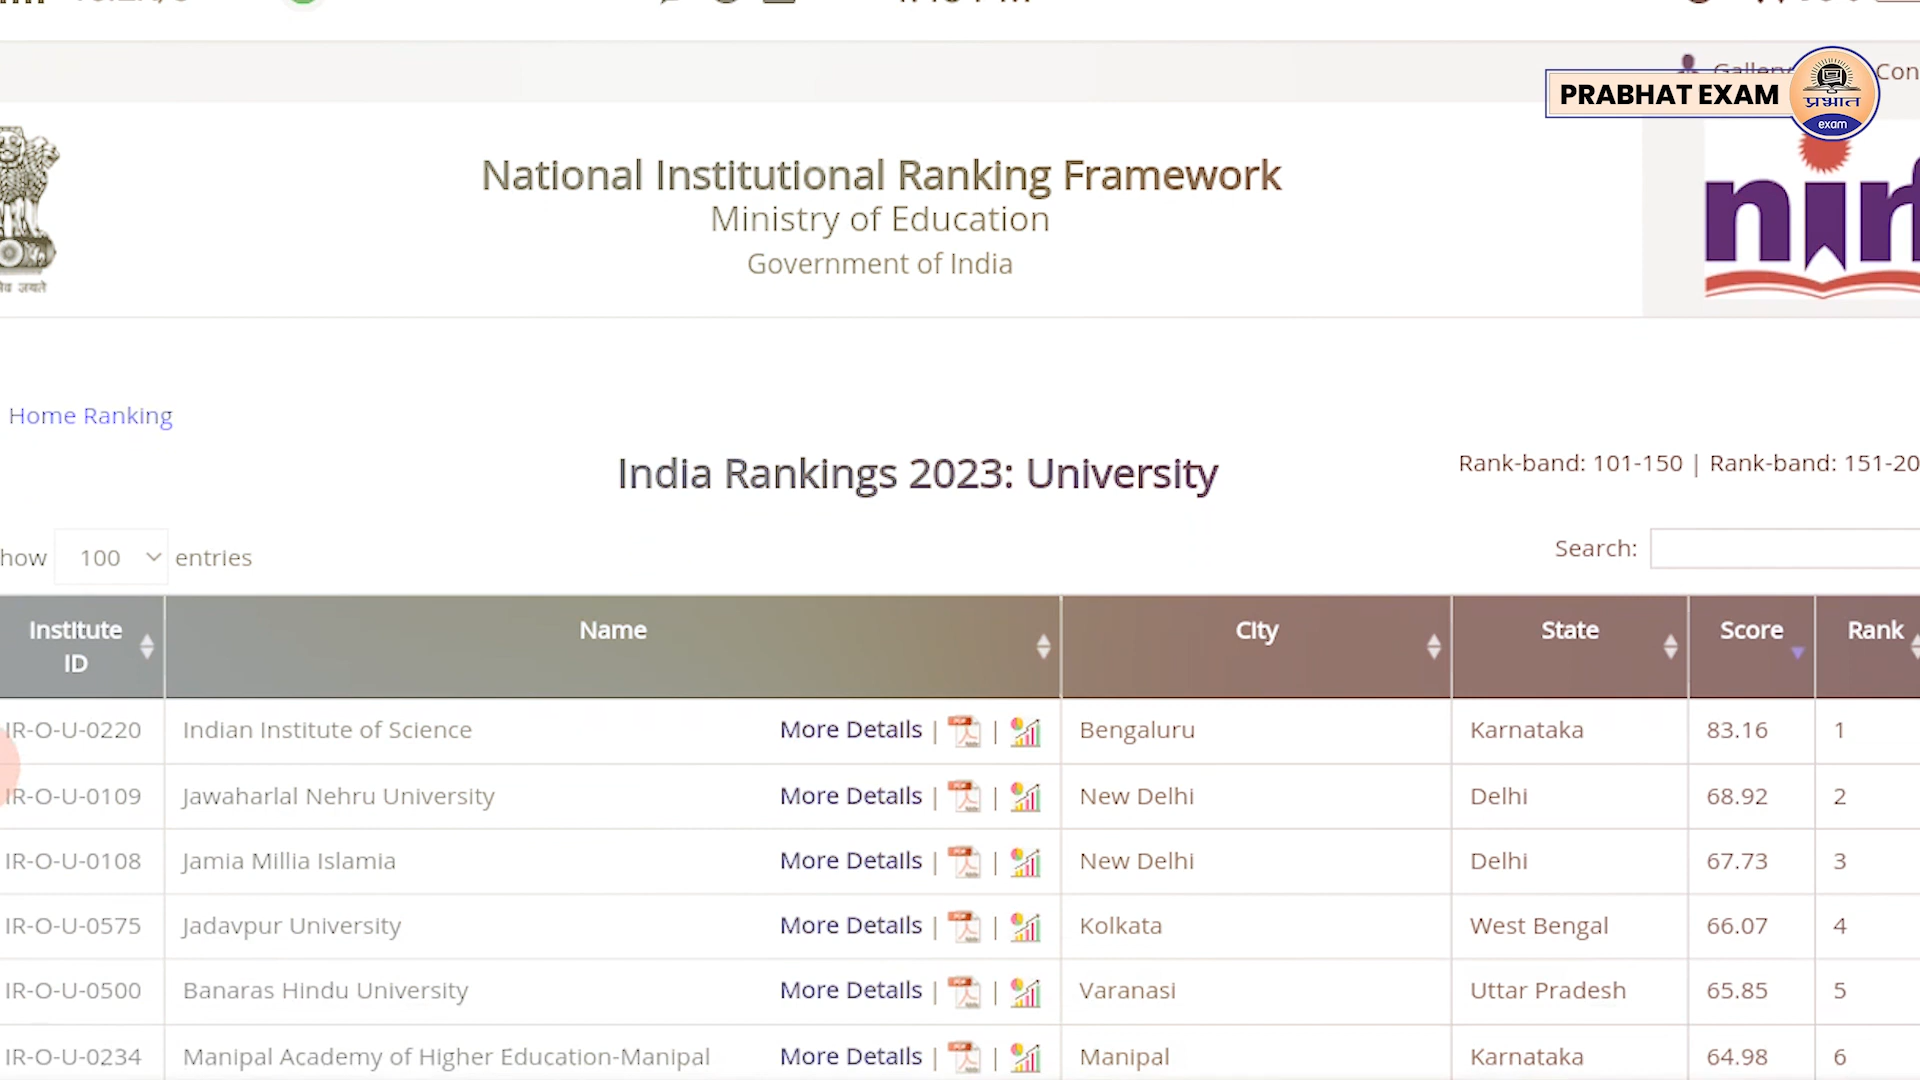 Con
PRABHAT EXAM
प्रभात
exam
National Institutional Ranking Framework
Ministry of Education
Government of India
Home Ranking
India Rankings 2023: University
Rank-band: 101-150 | Rank-band: 151-20
how 100 entries
Search:
Institute ID Name City State Score Rank
IR-O-U-0220 Indian Institute of Science More Details | | Bengaluru Karnataka 83.16 1
IR-O-U-0109 Jawaharlal Nehru University More Details | | New Delhi Delhi 68.92 2
IR-O-U-0108 Jamia Millia Islamia More Details | | New Delhi Delhi 67.73 3
IR-O-U-0575 Jadavpur University More Details | | Kolkata West Bengal 66.07 4
IR-O-U-0500 Banaras Hindu University More Details | | Varanasi Uttar Pradesh 65.85 5
IR-O-U-0234 Manipal Academy of Higher Education-Manipal More Details | | Manipal Karnataka 64.98 6